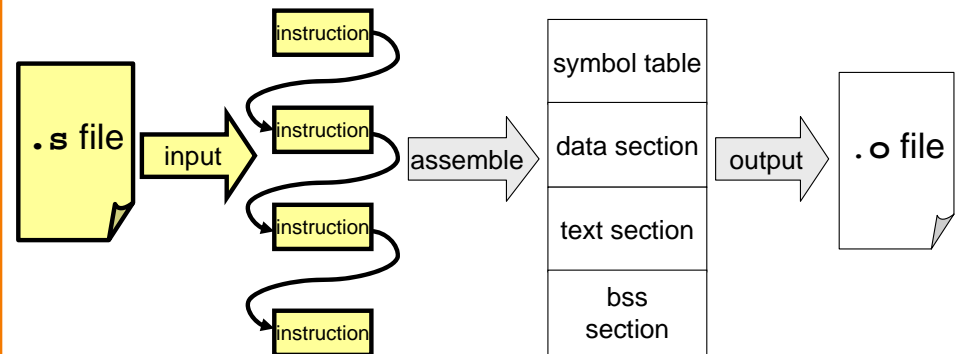 .s file
input
instruction
instruction
instruction
instruction
assemble
symbol table
data section
text section
bss
section
output
.o file